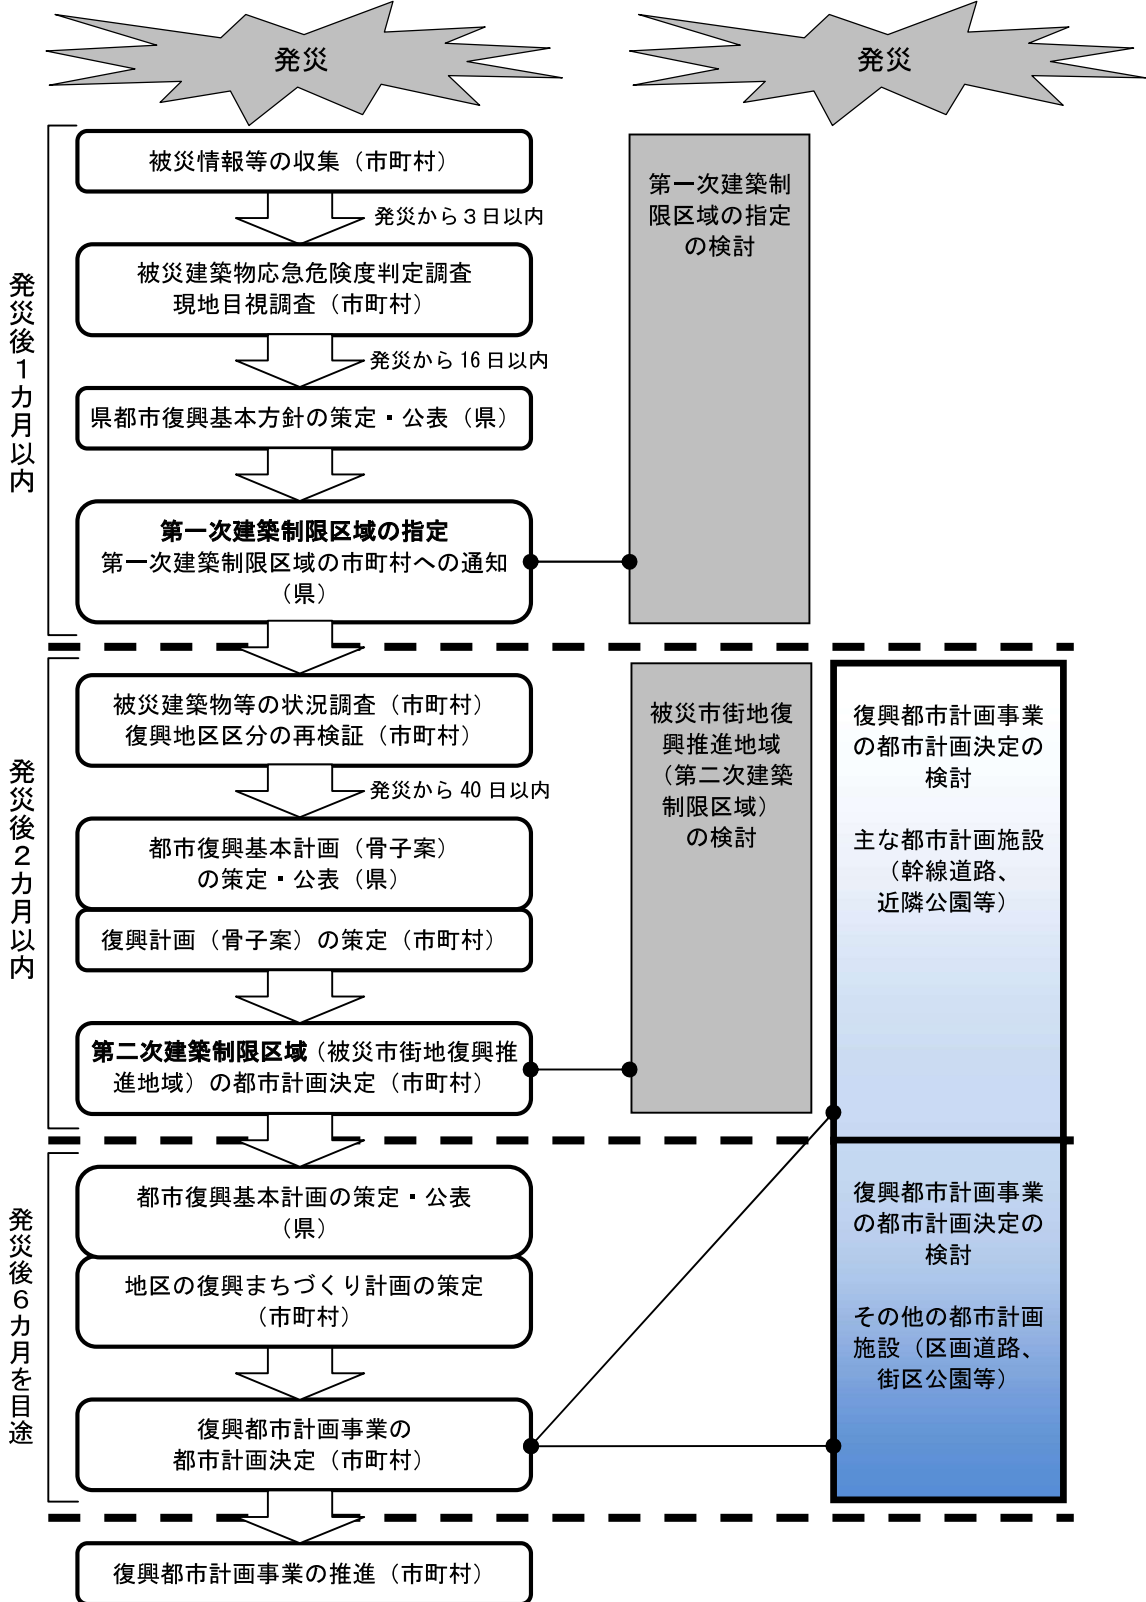 発災
発災
発災後1カ月以内
被災情報等の収集（市町村）
発災から3日以内
被災建築物応急危険度判定調査
現地目視調査（市町村）
発災から16日以内
県都市復興基本方針の策定・公表（県）
第一次建築制限区域の指定
第一次建築制限区域の市町村への通知
（県）
第一次建築制
限区域の指定
の検討
発災後2カ月以内
被災建築物等の状況調査（市町村）
復興地区区分の再検証（市町村）
発災から40日以内
都市復興基本計画（骨子案）
の策定・公表（県）
復興計画（骨子案）の策定（市町村）
第二次建築制限区域（被災市街地復興推
進地域）の都市計画決定（市町村）
被災市街地復
興推進地域
（第二次建築
制限区域）
の検討
復興都市計画事業
の都市計画決定の
検討
主な都市計画施設
（幹線道路、
近隣公園等）
発災後6カ月を目途
都市復興基本計画の策定・公表
（県）
地区の復興まちづくり計画の策定
（市町村）
復興都市計画事業の
都市計画決定（市町村）
復興都市計画事業
の都市計画決定の
検討
その他の都市計画
施設（区画道路、
街区公園等）
復興都市計画事業の推進（市町村）